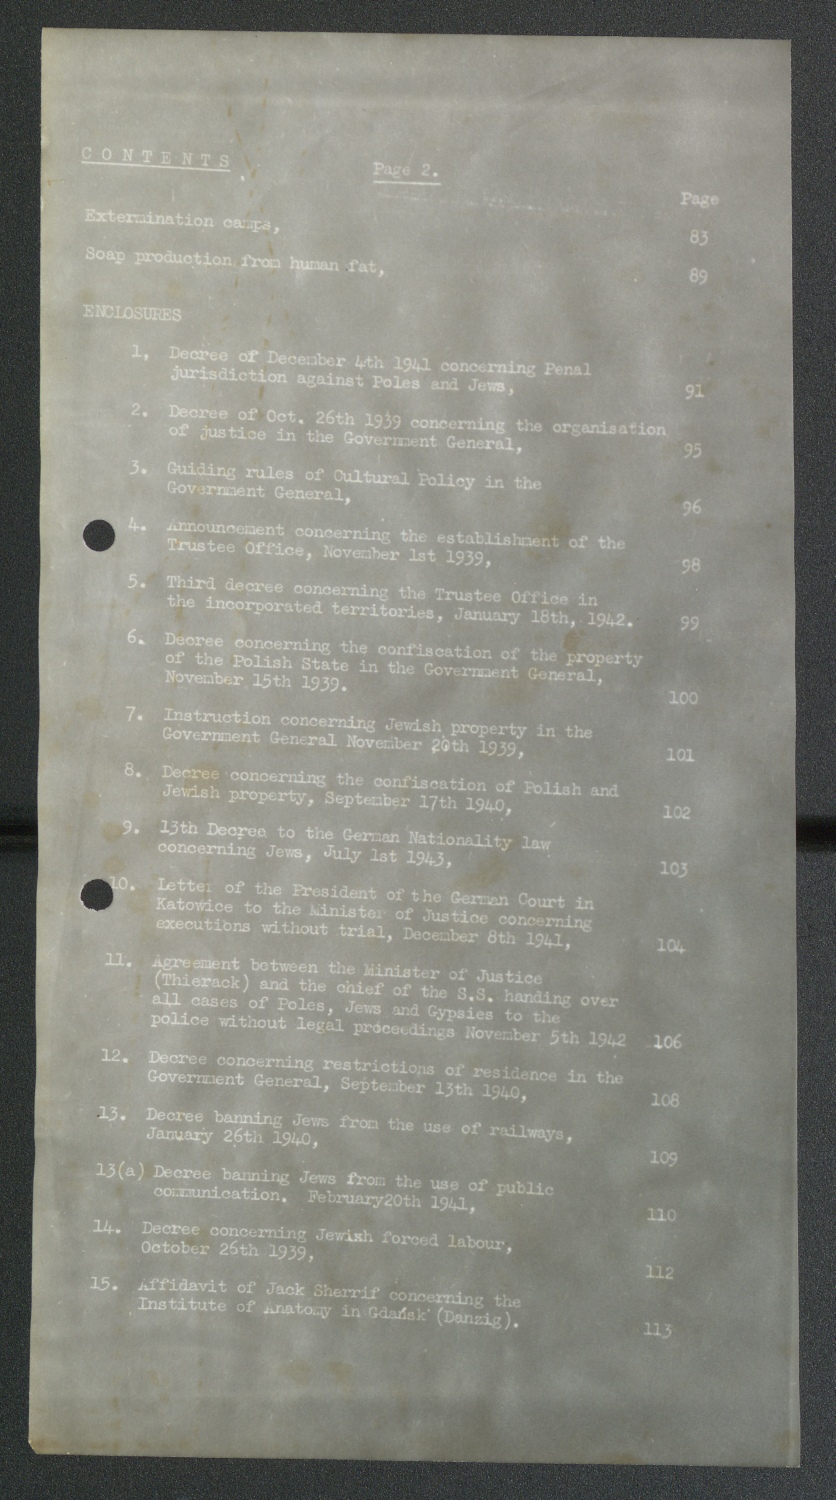 CONTENTS
Page 2.
Page
Extermination camps, 83
Soap production from human fat, 89
ENCLOSURES
1, Decree of December 4th 1941 concerning Penal
jurisdiction against Poles and Jews, 91
2. Decree of Oct. 26th 1939 concerning the organisation
of justice in the Government General, 95
3. Guiding rules of Cultural Policy in the
Government General, 96
4. Announcement concerning the establishment of the
Trustee Office, November 1st 1939, 98
5. Third decree concerning the Trustee Office in
the incorporated territories, January 18th, 1942. 99
6. Decree concerning the confiscation of the property
of the Polish State in the Government General,
November 15th 1939. 100
7. Instruction concerning Jewish property in the
Government General November 20th 1939, 101
8. Decree concerning the confiscation of Polish and
Jewish property, September 17th 1940, 102
9. 13th Decree to the German Nationality law
concerning Jews, July 1st 1943, 103
10. Letter of the President of the German Court in
Katowice to the Minister of Justice concerning
executions without trial, December 8th 1941, 104
11. Agreement between the Minister of Justice
(Thierack) and the chief of the S.S. handing over
all cases of Poles, Jews and Gypsies to the
police without legal proceedings November 5th 1942 106
12. Decree concerning restrictions of residence in the
Government General, September 13th 1940, 108
13. Decree banning Jews from the use of railways,
January 26th 1940, 109
13(a) Decree banning Jews from the use of public
communication. February20th 1941, 110
14. Decree concerning Jewixh forced labour,
October 26th 1939, 112
15. Affidavit of Jack Sherrif concerning the
Institute of Anatomy in Gdańsk (Danzig). 113